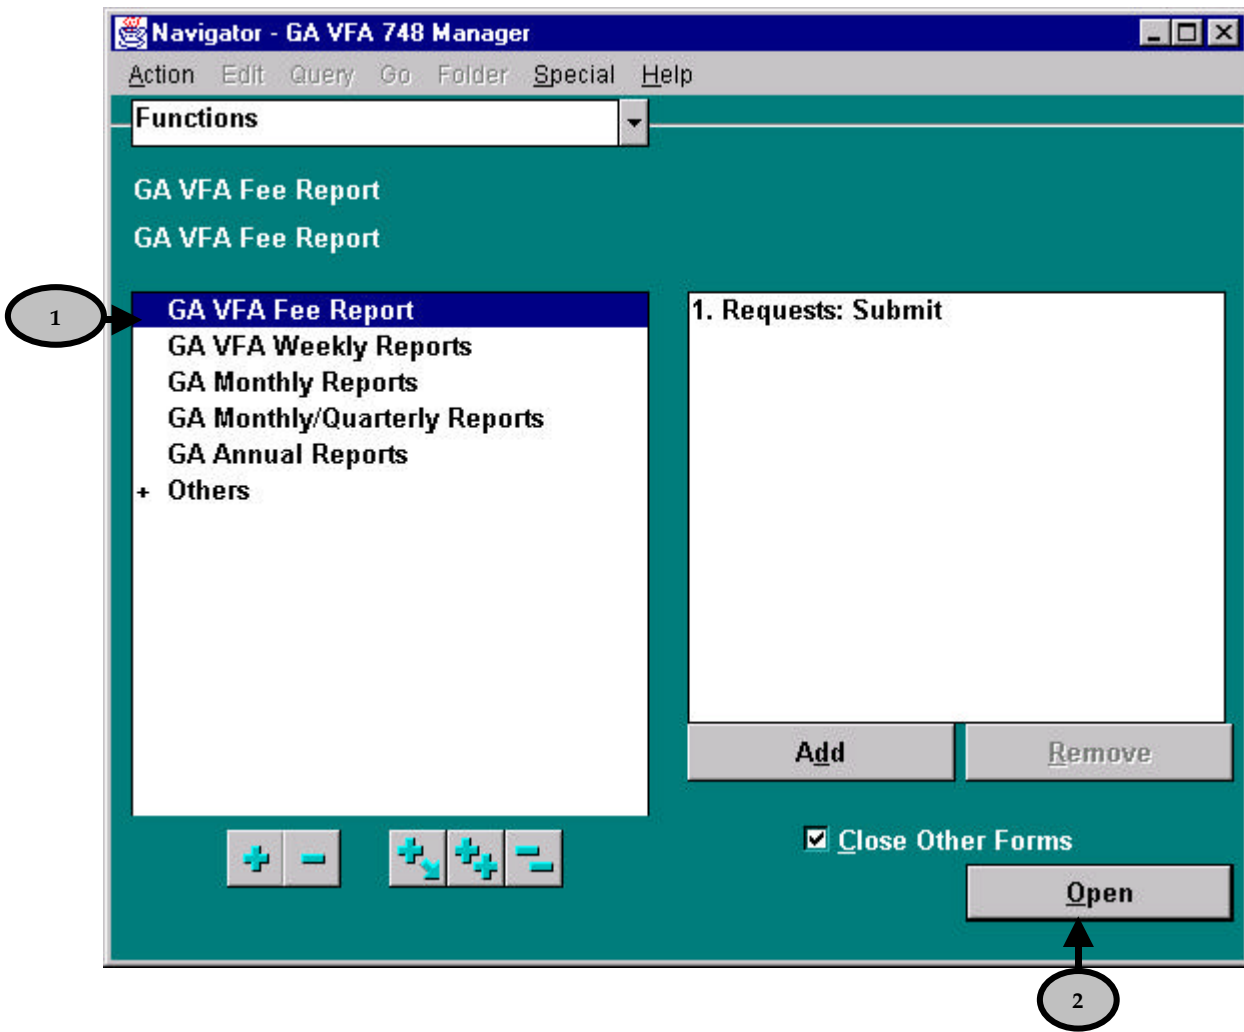 Navigator - GA VFA 748 Manager
Action Edit Query Go Folder Special Help
Functions
GA VFA Fee Report
GA VFA Fee Report
1
GA VFA Fee Report
GA VFA Weekly Reports
GA Monthly Reports
GA Monthly/Quarterly Reports
GA Annual Reports
+ Others
1. Requests: Submit
Add Remove
Close Other Forms
Open
2